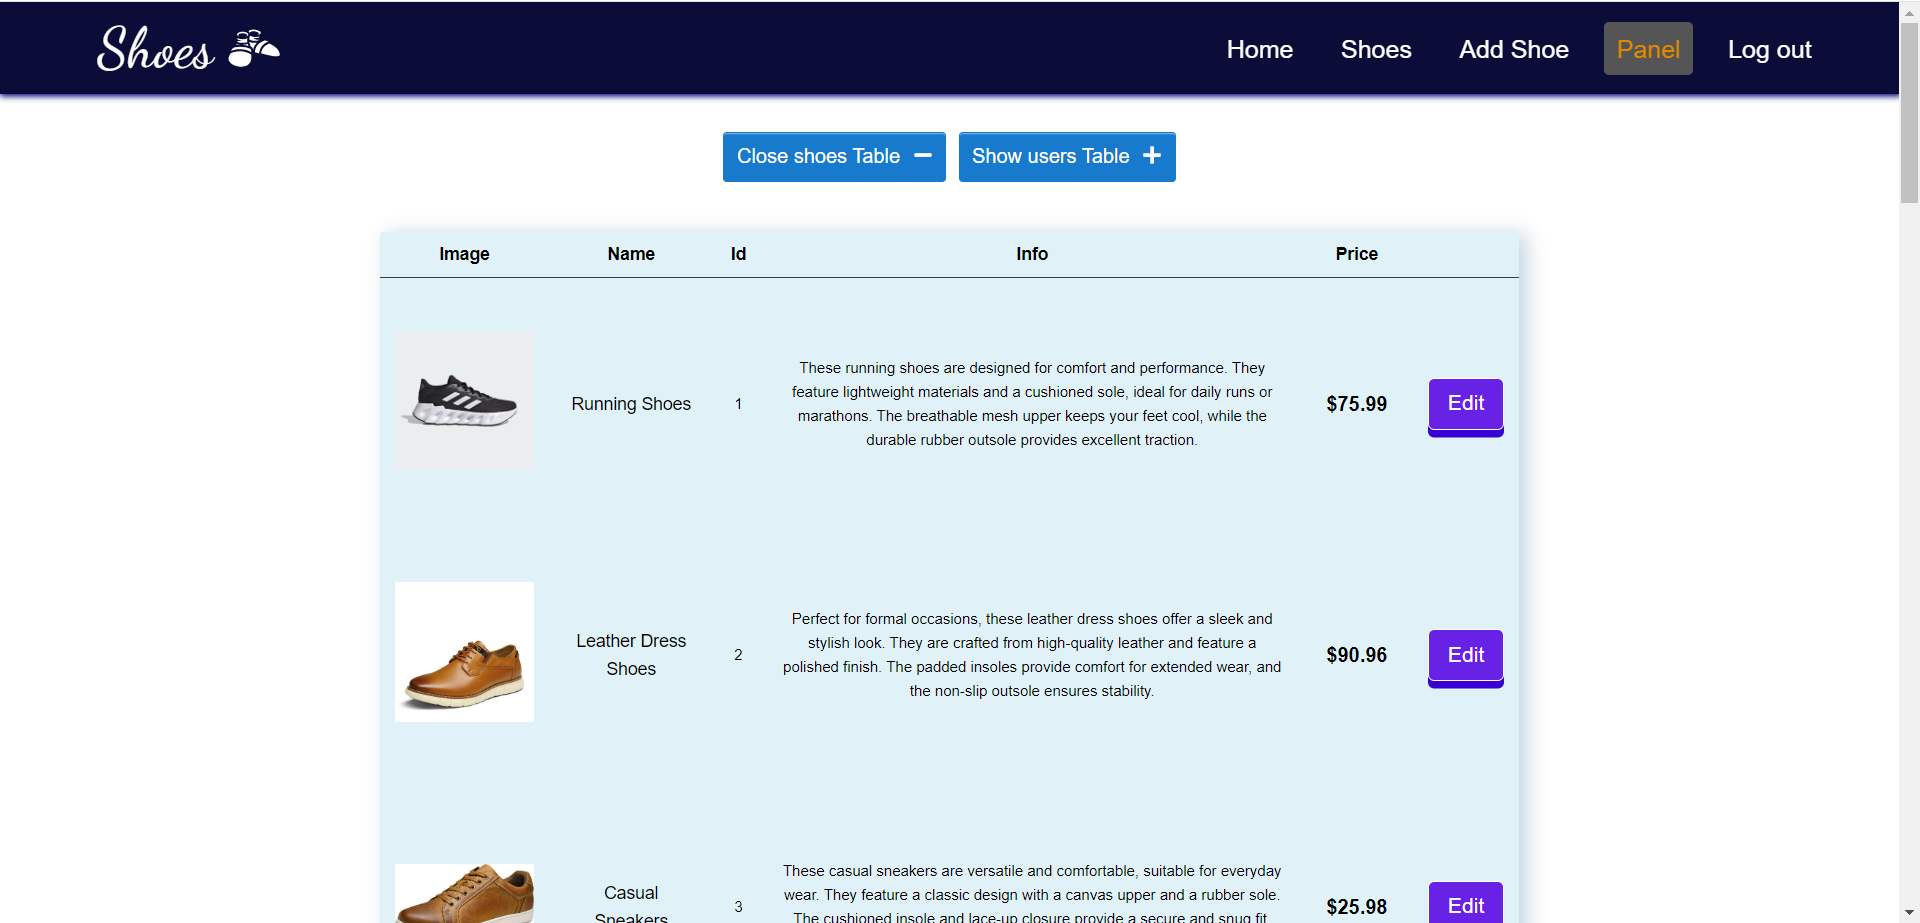 Shoes
Home
Shoes
Add Shoe
Panel
Log out
Close shoes Table
Show users Table
Image
Name
Id
Info
Price
Running Shoes
1
These running shoes are designed for comfort and performance. They
feature lightweight materials and a cushioned sole, ideal for daily runs or
marathons. The breathable mesh upper keeps your feet cool, while the
durable rubber outsole provides excellent traction.
$75.99
Edit
Leather Dress
Shoes
2
Perfect for formal occasions, these leather dress shoes offer a sleek and
stylish look. They are crafted from high-quality leather and feature a
polished finish. The padded insoles provide comfort for extended wear, and
the non-slip outsole ensures stability.
$90.96
Edit
Casual
Sneakers
3
These casual sneakers are versatile and comfortable, suitable for everyday
wear. They feature a classic design with a canvas upper and a rubber sole.
The cushioned insole and lace-up closure provide a secure and snug fit.
$25.98
Edit